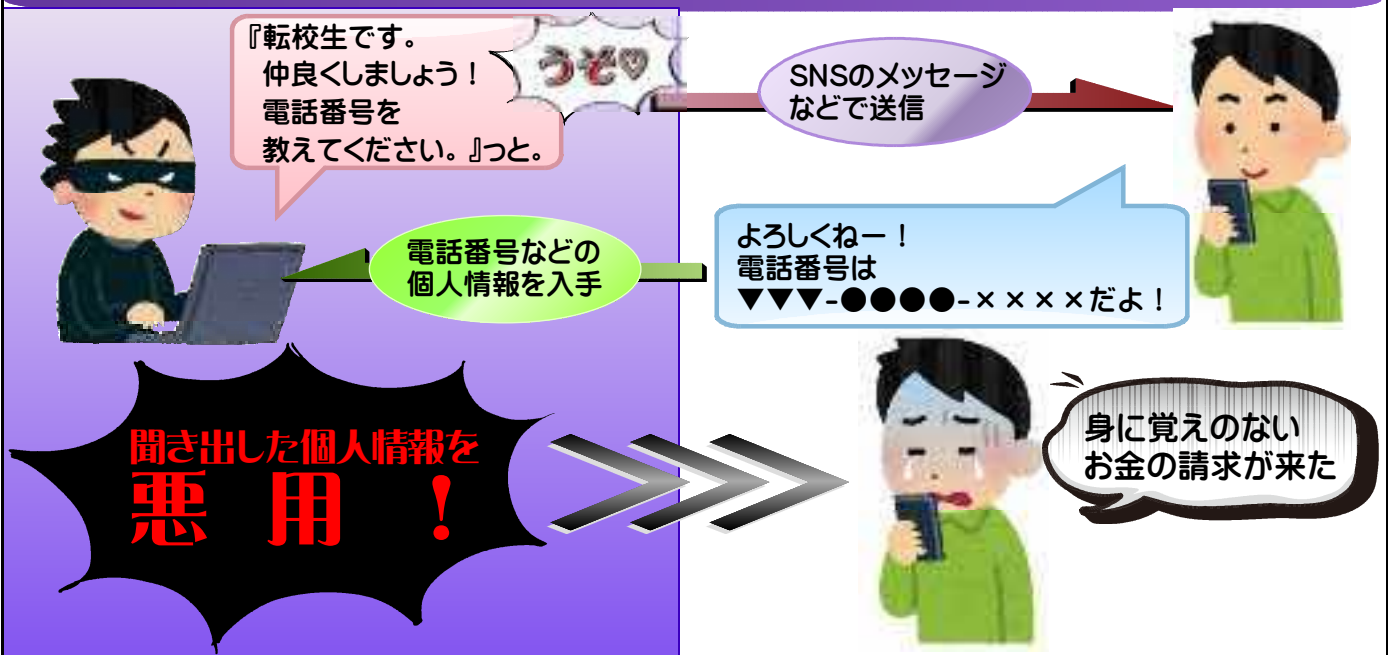 『転校生です。
仲良くしましょう！
電話番号を
教えてください。』っと。
うそ♡
SNSのメッセージ
などで送信
よろしくねー！
電話番号は
▼▼▼-●●●●-××××だよ！
電話番号などの
個人情報を入手
聞き出した個人情報を
悪用！
身に覚えのない
お金の請求が来た